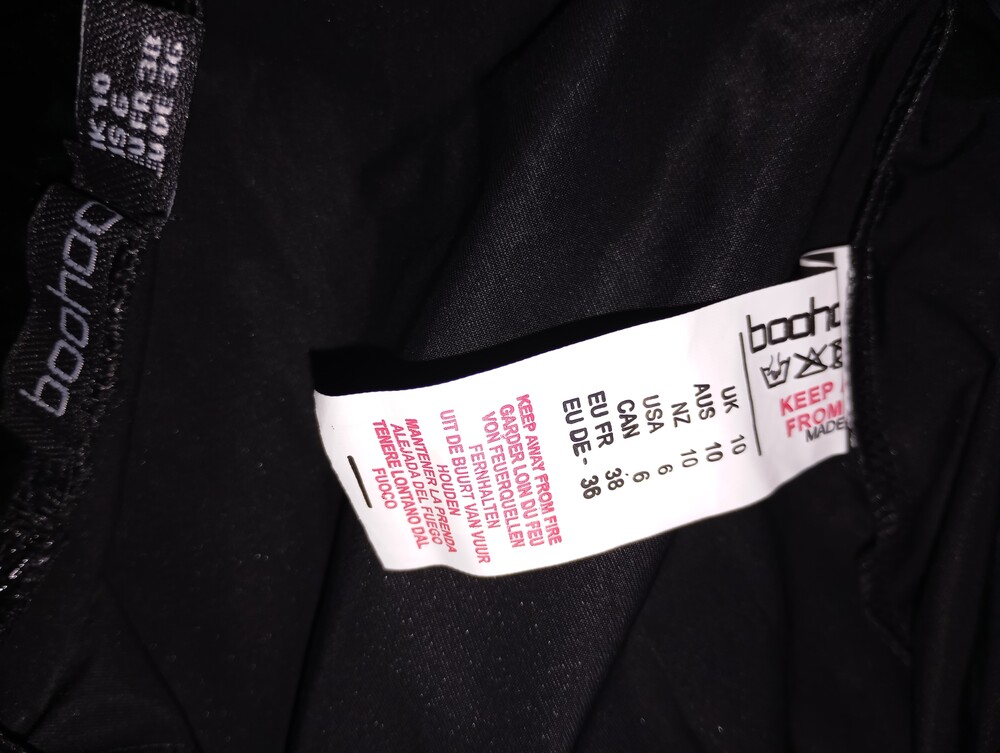 boohoo
UK 10
US 6
EU FR 38
EU DE 36
booho
KEEP
FROM
MADE
UK 10
AUS 10
NZ 10
USA 6
CAN 6
EU FR 38
EU DE- 36
KEEP AWAY FROM FIRE
GARDER LOIN DU FEU
VON FEUERQUELLEN
FERNHALTEN
UIT DE BUURT VAN VUUR
HOUDEN
MANTENER LA PRENDA
ALEJADA DEL FUEGO
TENERE LONTANO DAL
FUOCO